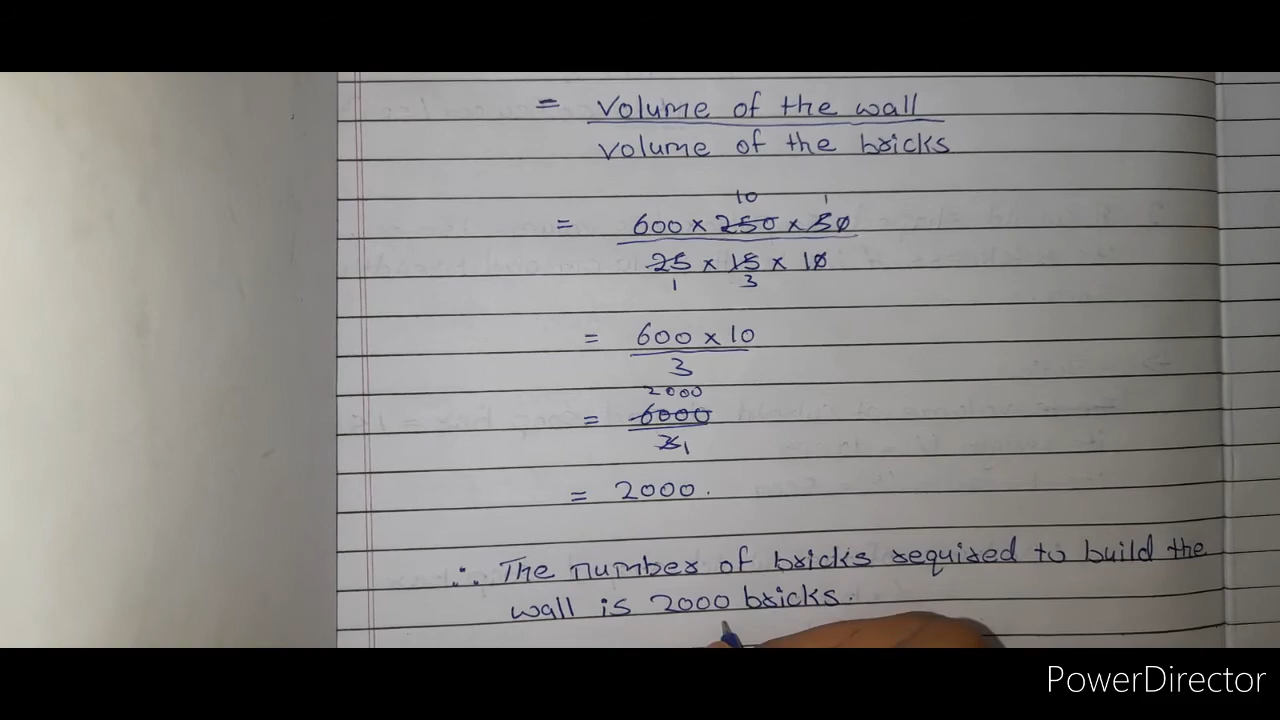 = Volume of the wall
Volume of the bricks
10 1
= 600 × 250 × 50
25 × 15 × 10
1 3
= 600 × 10
3
2000
= 6000
3 1
= 2000.
∴ The number of bricks required to build the
wall is 2000 bricks.
PowerDirector